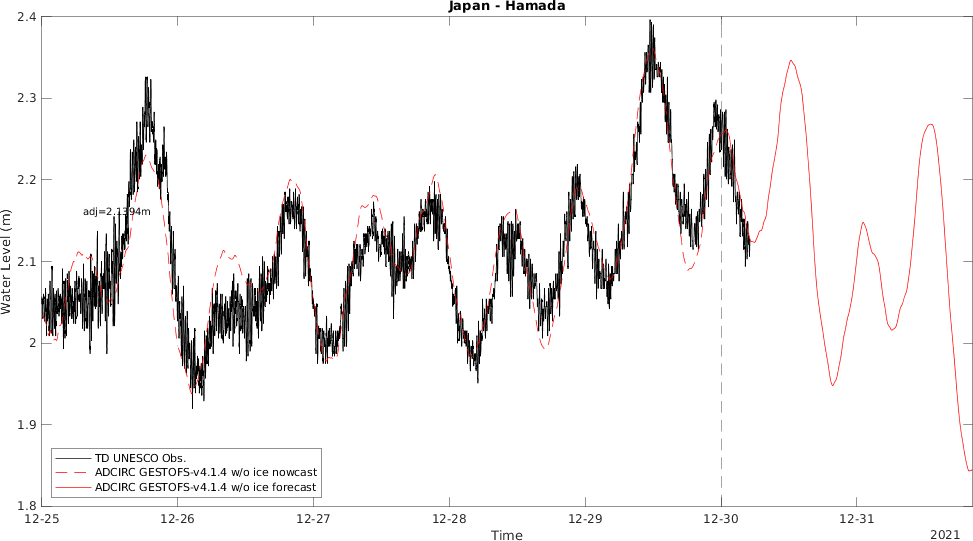 Japan - Hamada
2.4
2.3
2.2
2.1
2
1.9
1.8
Water Level (m)
adj=2.1394m
TD UNESCO Obs.
ADCIRC GESTOFS-v4.1.4 w/o ice nowcast
ADCIRC GESTOFS-v4.1.4 w/o ice forecast
12-25 12-26 12-27 12-28 12-29 12-30 12-31
Time
2021